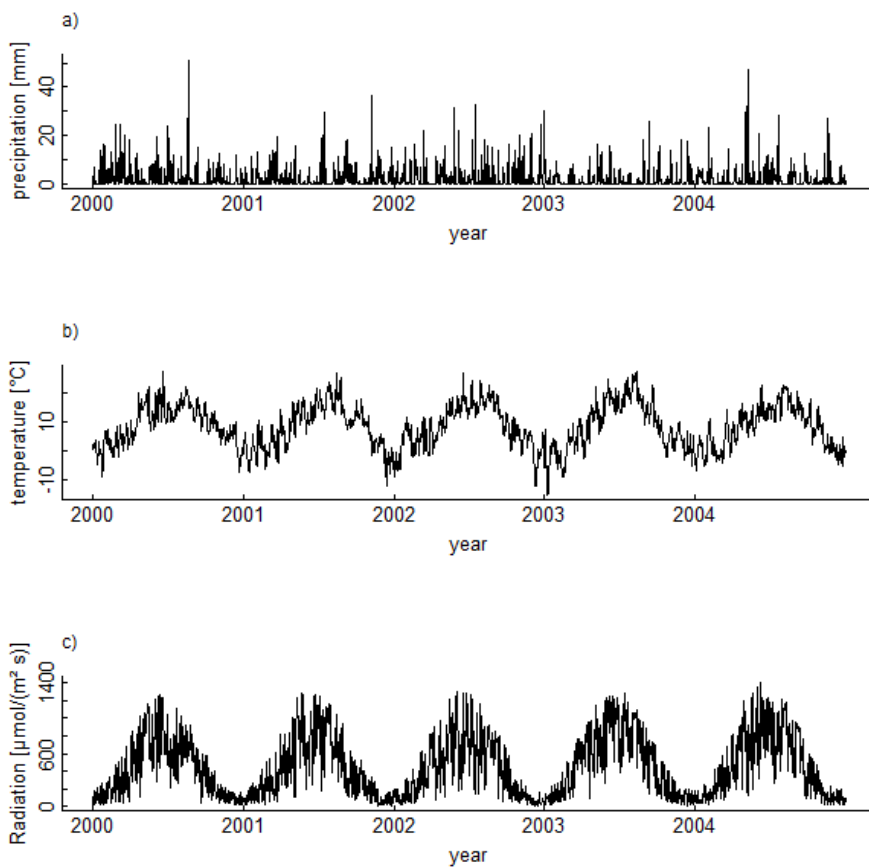 a)
precipitation [mm]
40
20
0
2000 2001 2002 2003 2004
year
b)
temperature [°C]
10
-10
2000 2001 2002 2003 2004
year
c)
Radiation [µmol/(m² s)]
1400
600
0
2000 2001 2002 2003 2004
year